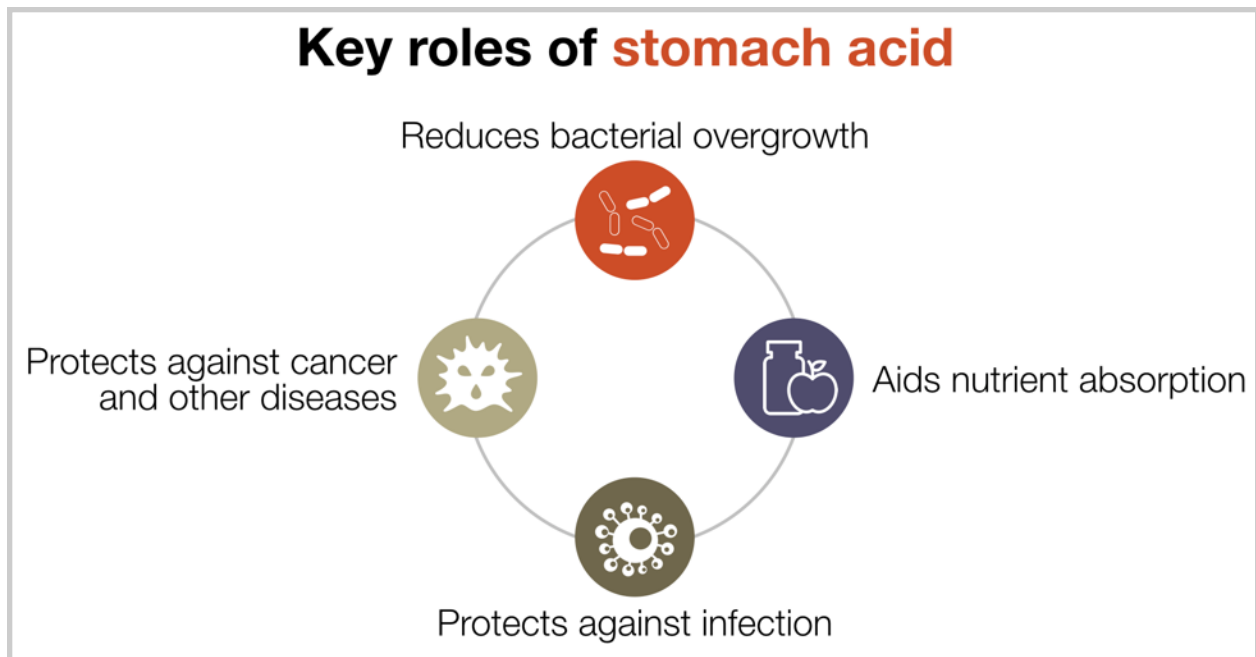 Key roles of stomach acid
Reduces bacterial overgrowth
Protects against cancer
and other diseases
Aids nutrient absorption
Protects against infection